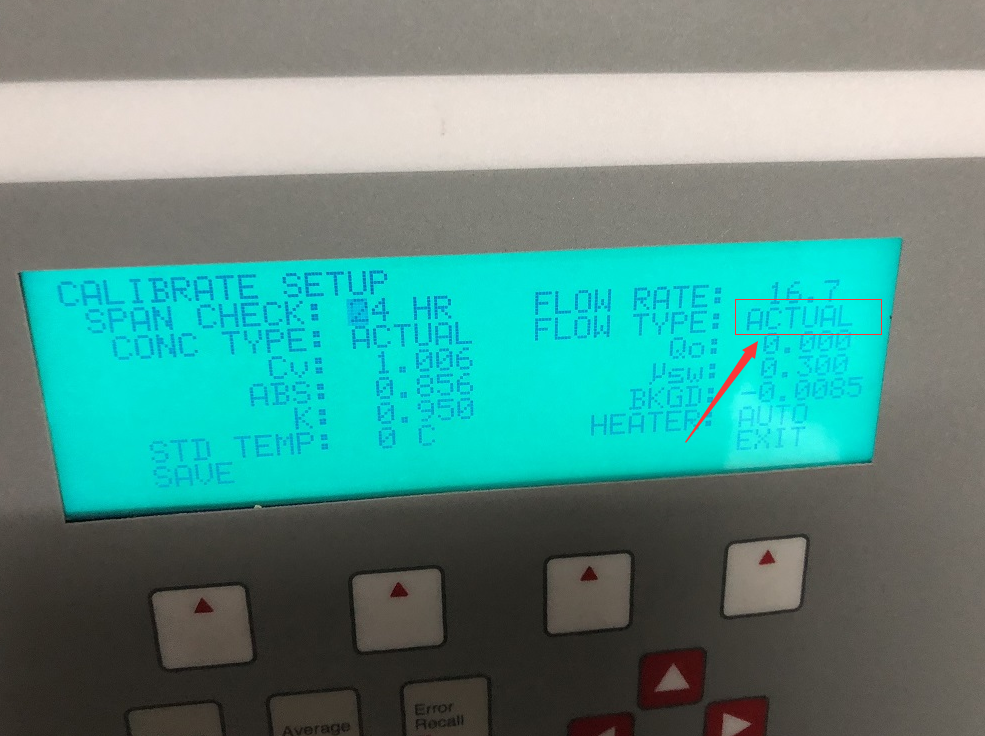 CALIBRATE SETUP
SPAN CHECK: 24 HR
CONC TYPE: ACTUAL
Cv: 1.006
ABS: 0.856
K: 0.950
STD TEMP: 0 C
SAVE
FLOW RATE: 16.7
FLOW TYPE: ACTUAL
Qo: 0.000
µsw: 0.300
BKGD: -0.0085
HEATER: AUTO
EXIT
Average
Error
Recall